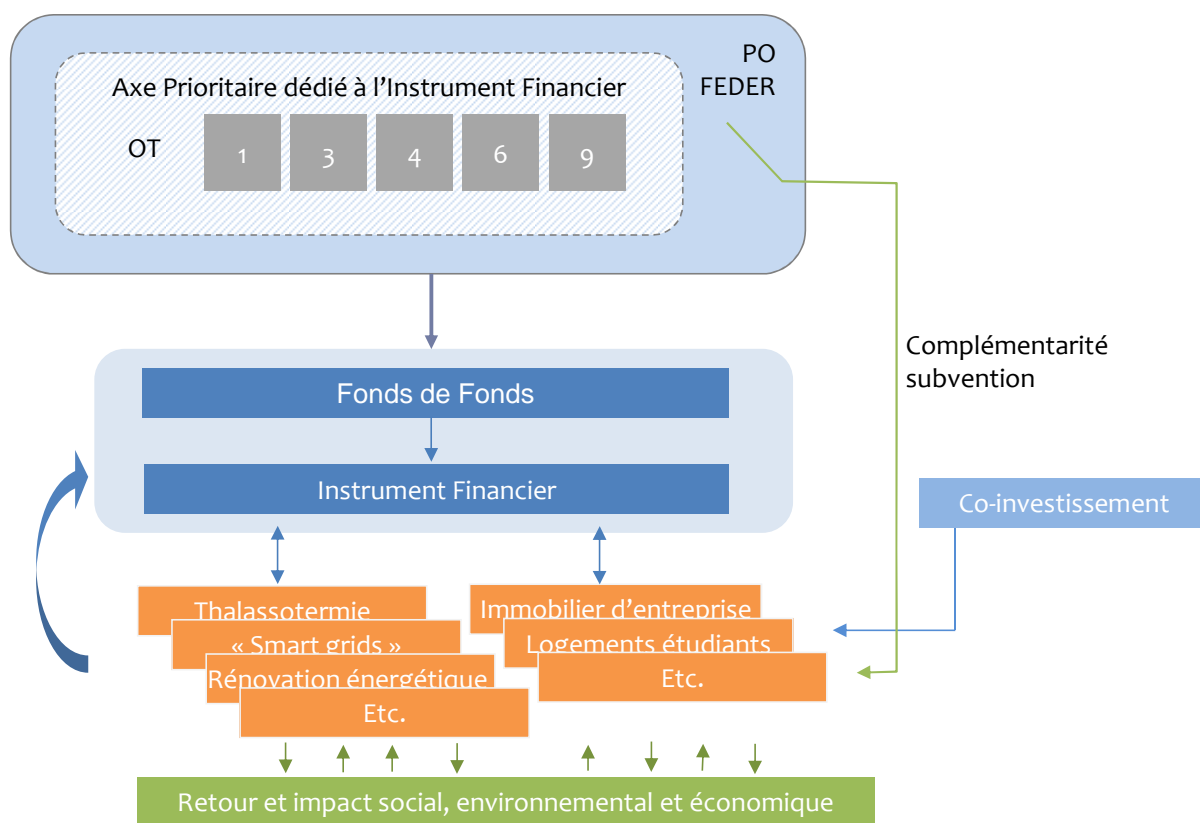 PO
FEDER
Axe Prioritaire dédié à l'Instrument Financier
OT
1
3
4
6
9
Complémentarité
subvention
Fonds de Fonds
Instrument Financier
Co-investissement
Thalassotermie
« Smart grids »
Rénovation énergétique
Etc.
Immobilier d'entreprise
Logements étudiants
Etc.
Retour et impact social, environnemental et économique